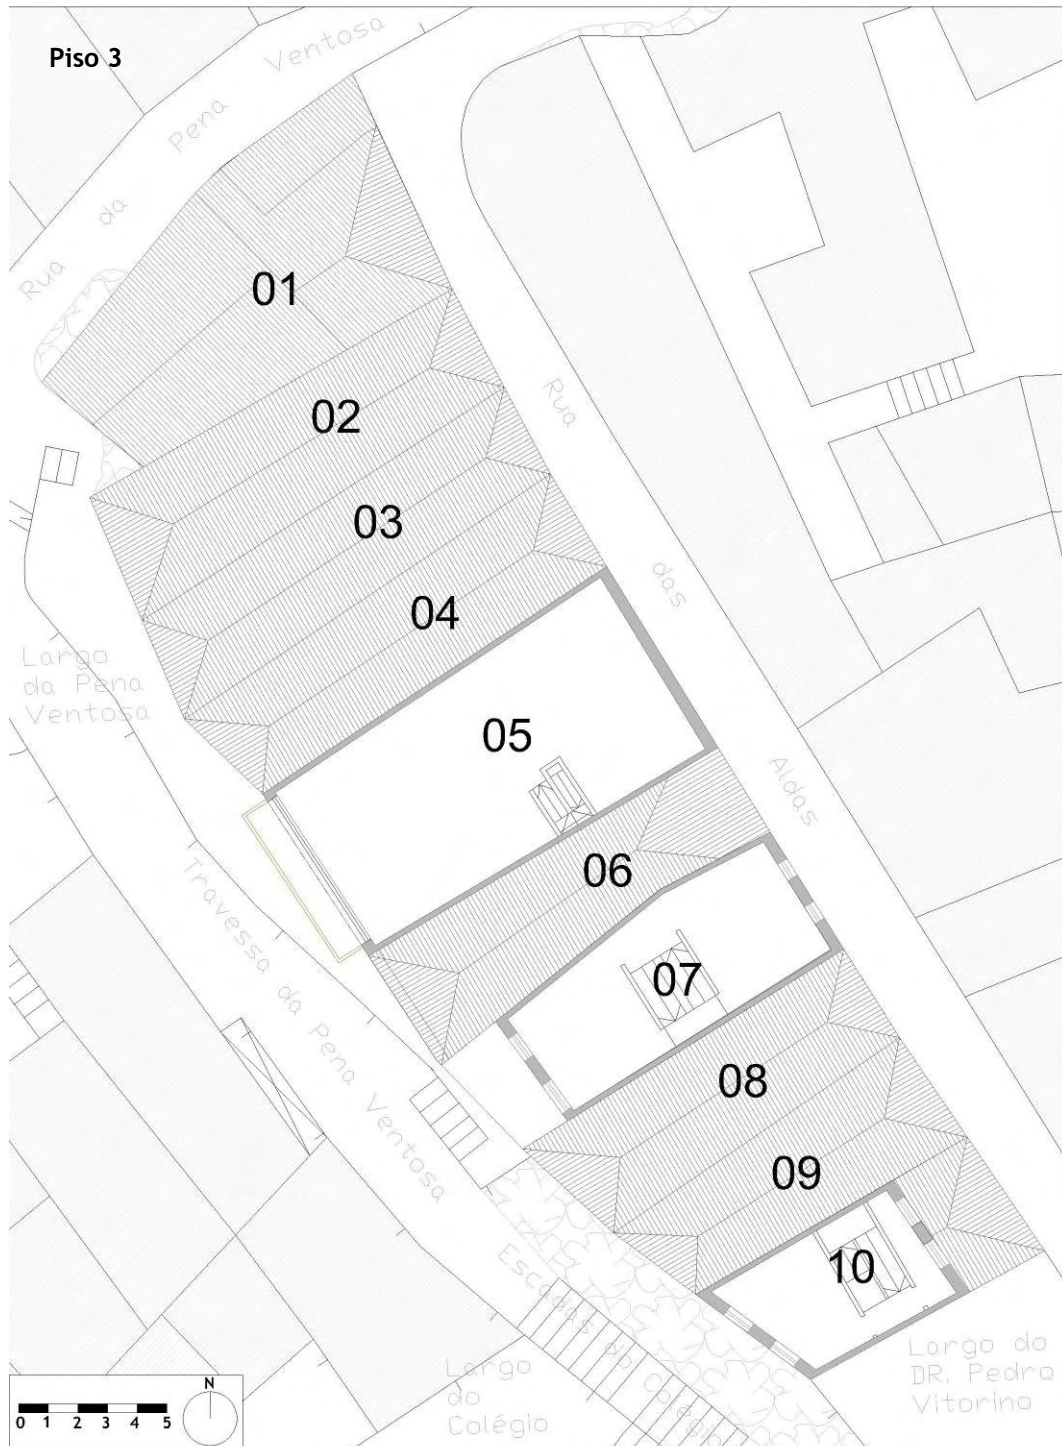 Piso 3
Rua da Pena Ventosa
01
02
Rua das Aldas
03
04
Largo
da Pena
Ventosa
05
06
Travessa da Pena Ventosa
07
08
09
10
Escadas do Colégio
Largo do
DR. Pedro
Vitorino
Largo
do
Colégio
N
0 1 2 3 4 5